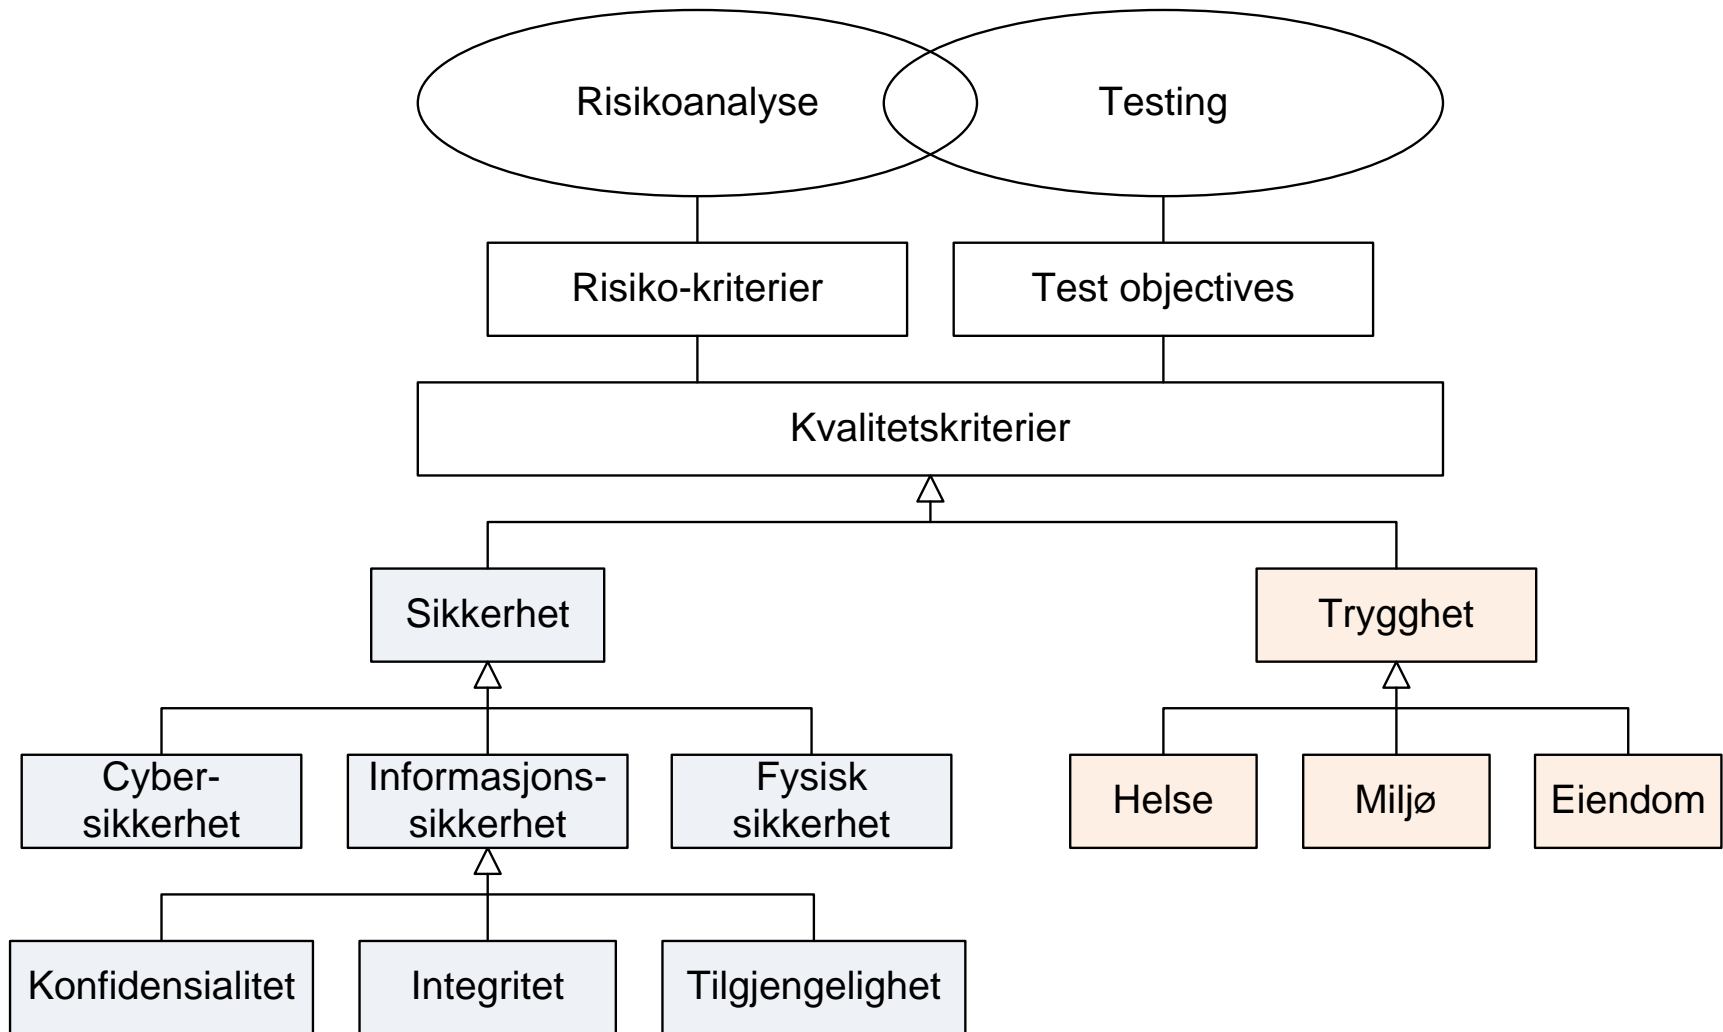 Risikoanalyse
Testing
Risiko-kriterier
Test objectives
Kvalitetskriterier
Sikkerhet
Trygghet
Cyber-
sikkerhet
Informasjons-
sikkerhet
Fysisk
sikkerhet
Helse
Miljø
Eiendom
Konfidensialitet
Integritet
Tilgjengelighet